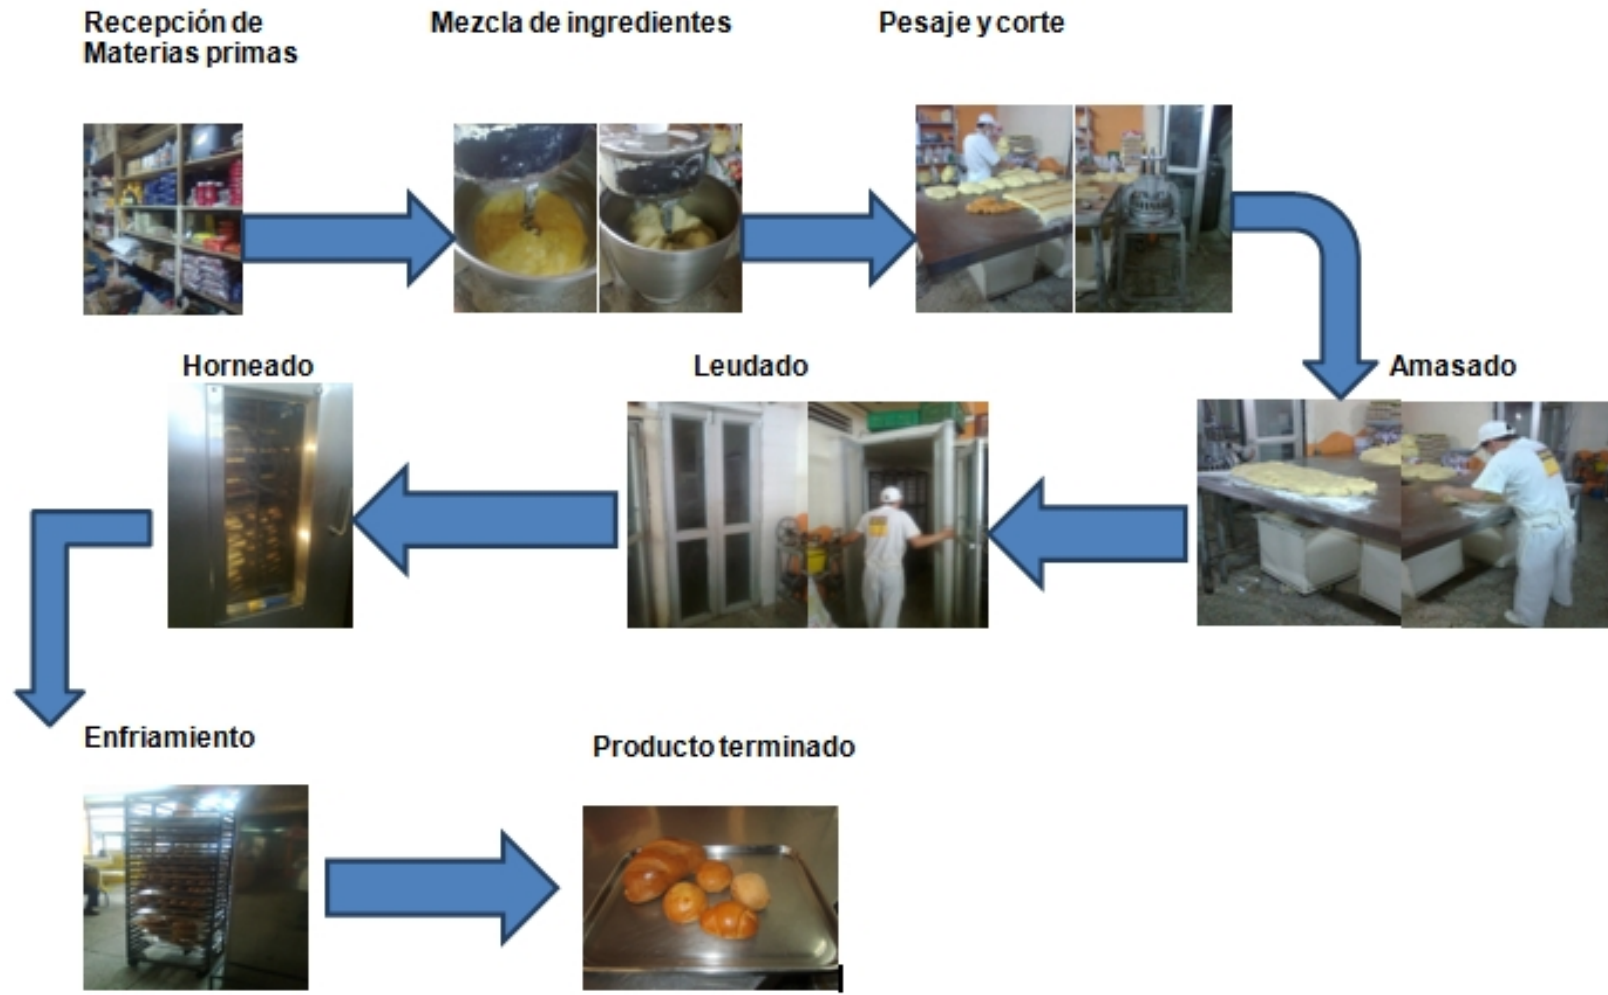 Recepción de
Materias primas
Mezcla de ingredientes
Pesaje y corte
Amasado
Leudado
Horneado
Enfriamiento
Producto terminado